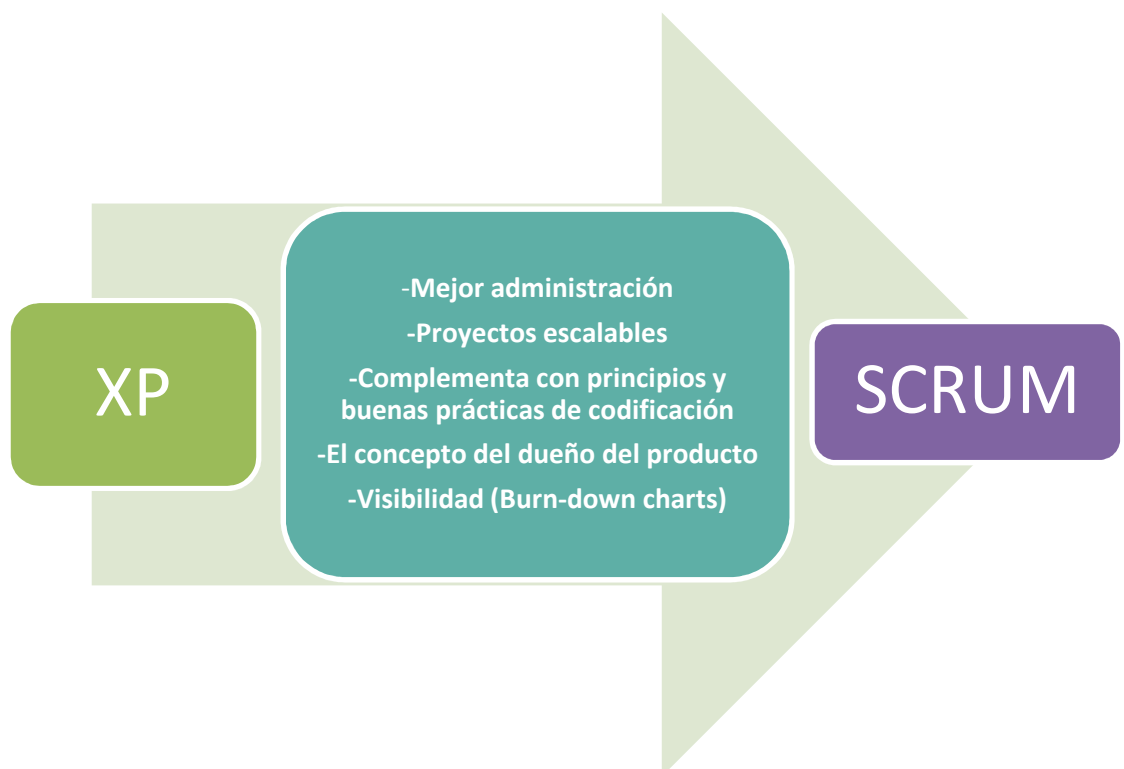 XP
-Mejor administración
-Proyectos escalables
-Complementa con principios y
buenas prácticas de codificación
-El concepto del dueño del producto
-Visibilidad (Burn-down charts)
SCRUM